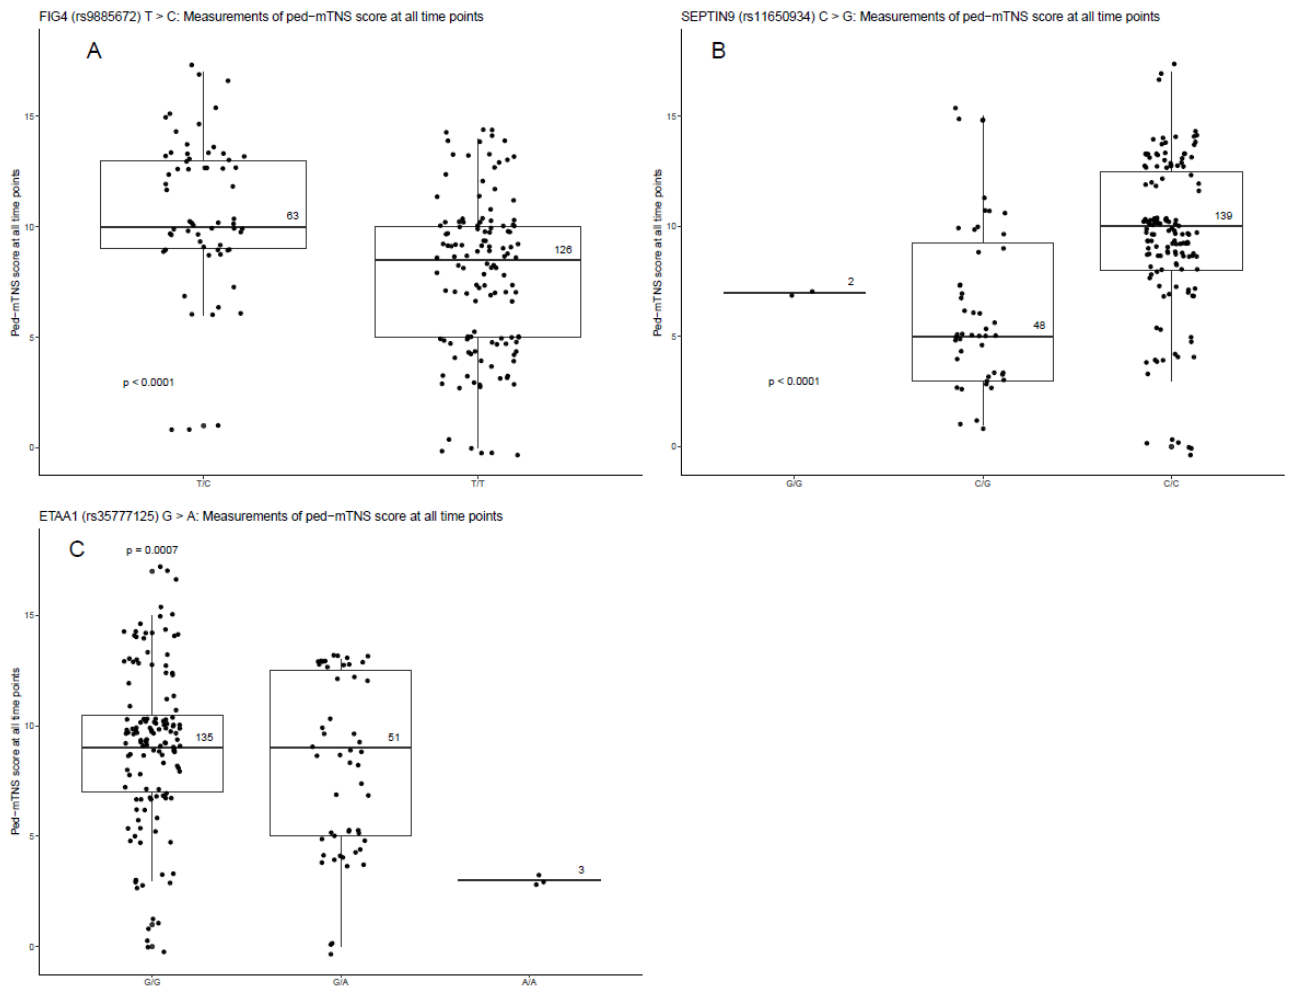 FIG4 (rs9885672) T > C: Measurements of ped−mTNS score at all time points
A
Ped−mTNS score at all time points
15
10
5
0
63
126
p < 0.0001
T/C
T/T
SEPTIN9 (rs11650934) C > G: Measurements of ped−mTNS score at all time points
B
Ped−mTNS score at all time points
15
10
5
0
2
48
139
p < 0.0001
G/G
C/G
C/C
ETAA1 (rs35777125) G > A: Measurements of ped−mTNS score at all time points
C
p = 0.0007
Ped−mTNS score at all time points
15
10
5
0
135
51
3
G/G
G/A
A/A